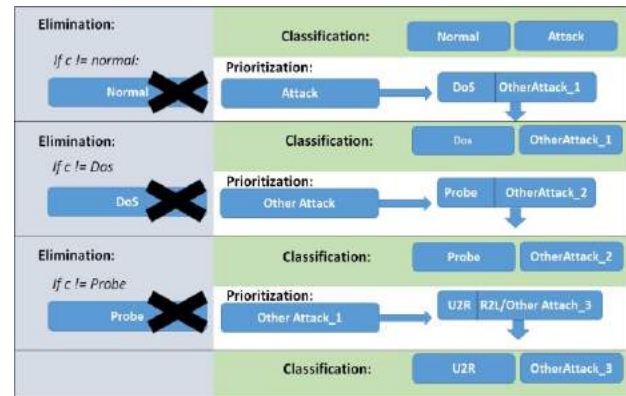 Elimination:
Classification:
Normal
Attack
If c != normal:
Prioritization:
Normal
Attack
DoS
OtherAttack_1
Elimination:
Classification:
Dos
OtherAttack_1
If c != Dos
Prioritization:
DoS
Other Attack
Probe
OtherAttack_2
Elimination:
Classification:
Probe
OtherAttack_2
If c != Probe
Prioritization:
Probe
Other Attack_1
U2R
R2L/Other Attach_3
Classification:
U2R
OtherAttack_3